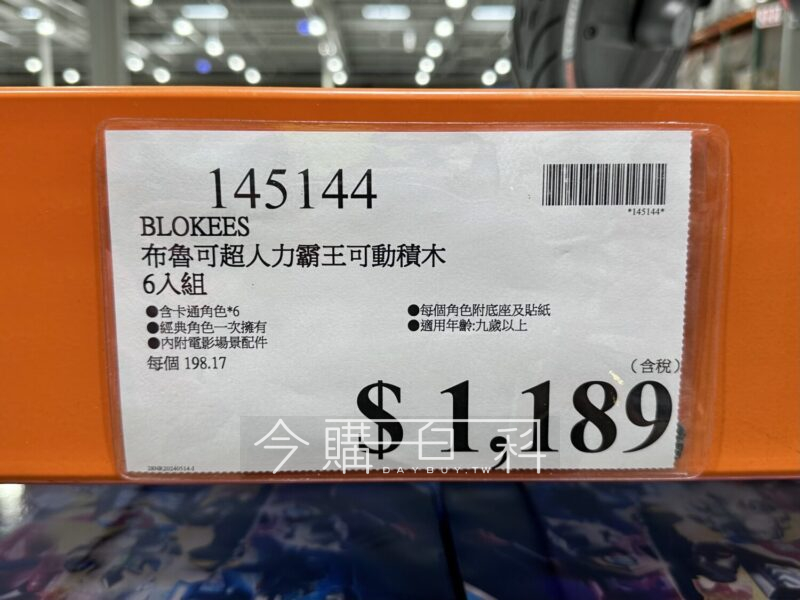 145144
*145144*
BLOKEES
布魯可超人力霸王可動積木
6入組
●含卡通角色*6
●經典角色一次擁有
●內附電影場景配件
●每個角色附底座及貼紙
●適用年齡:九歲以上
每個 198.17
(含稅)
$ 1,189
今購百科
DAYBUY.TW